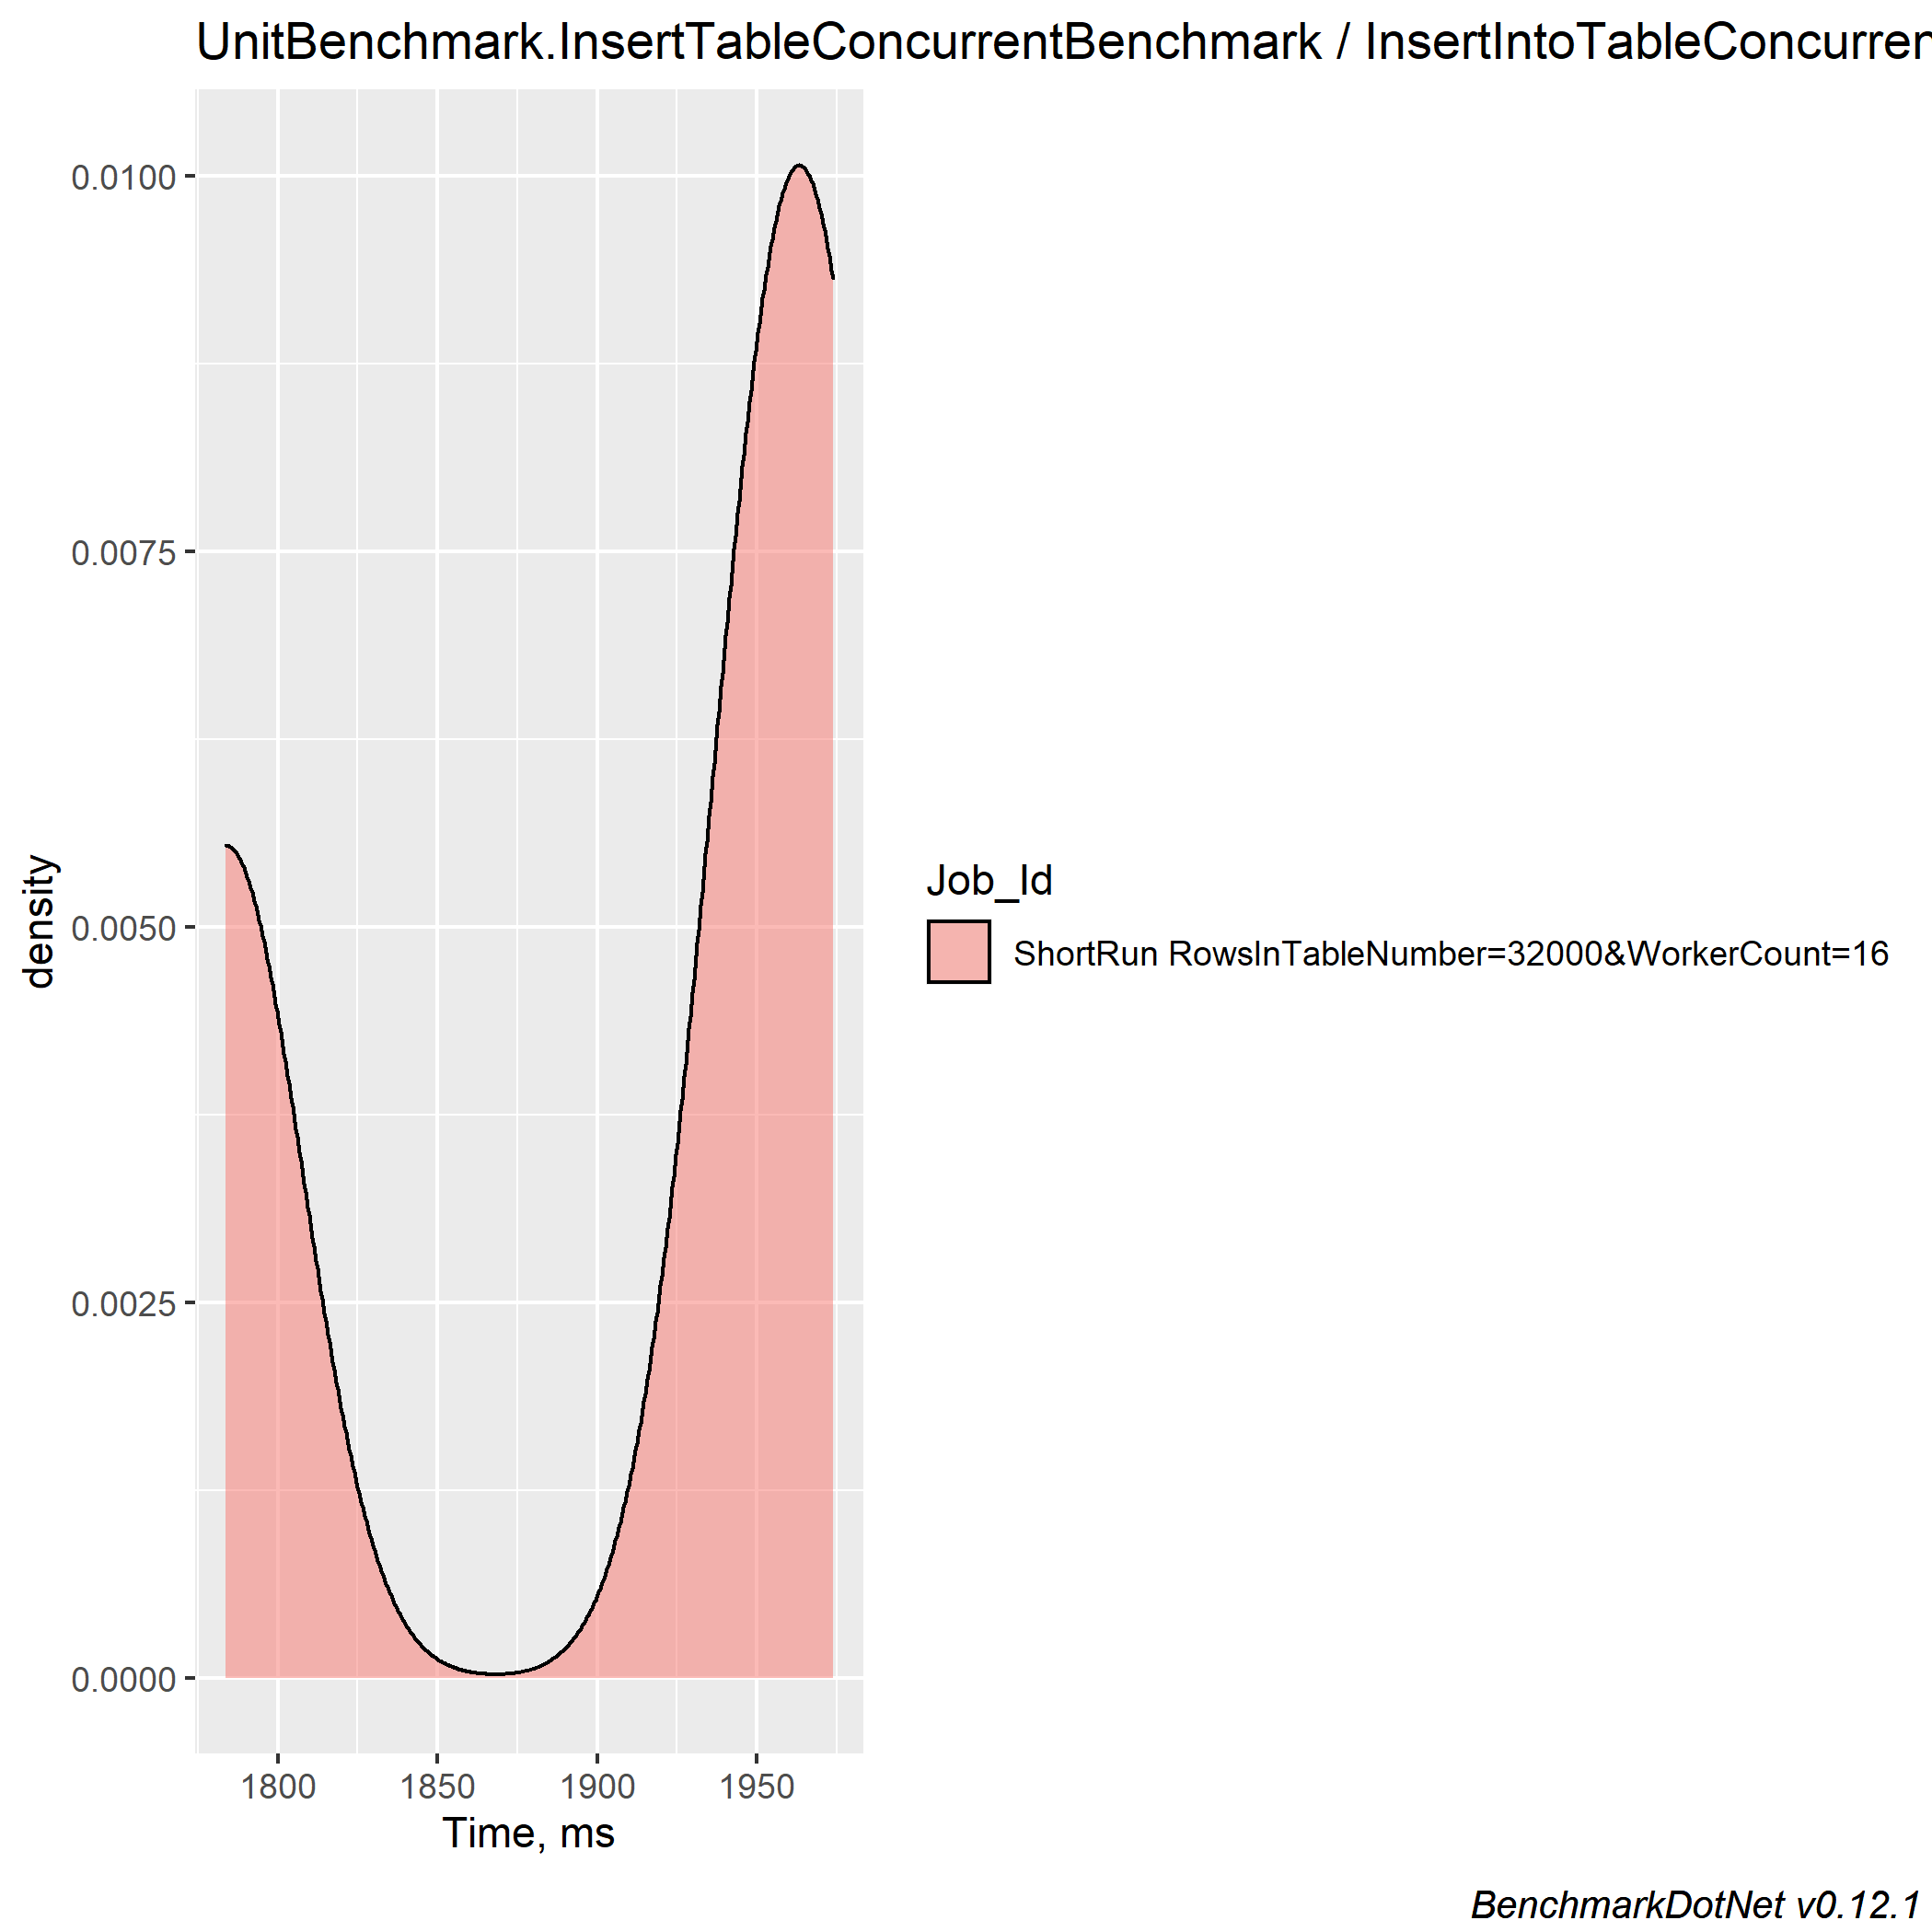 UnitBenchmark.InsertTableConcurrentBenchmark / InsertIntoTableConcurren
0.0100
0.0075
0.0050
0.0025
0.0000
density
1800 1850 1900 1950
Time, ms
Job_Id
ShortRun RowsInTableNumber=32000&WorkerCount=16
BenchmarkDotNet v0.12.1